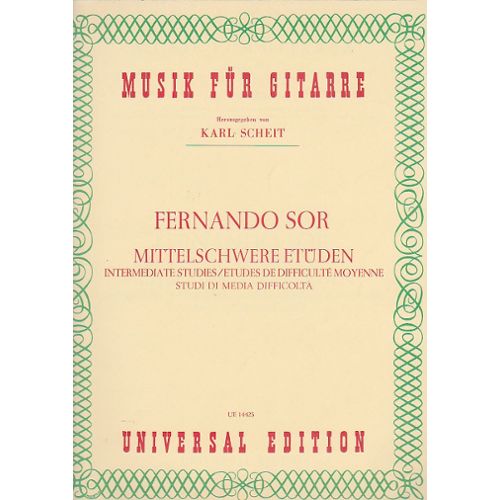 MUSIK FÜR GITARRE
Herausgegeben von
KARL SCHEIT
FERNANDO SOR
MITTELSCHWERE ETÜDEN
INTERMEDIATE STUDIES/ETUDES DE DIFFICULTÉ MOYENNE
STUDI DI MEDIA DIFFICOLTÀ
UE 14425
UNIVERSAL EDITION